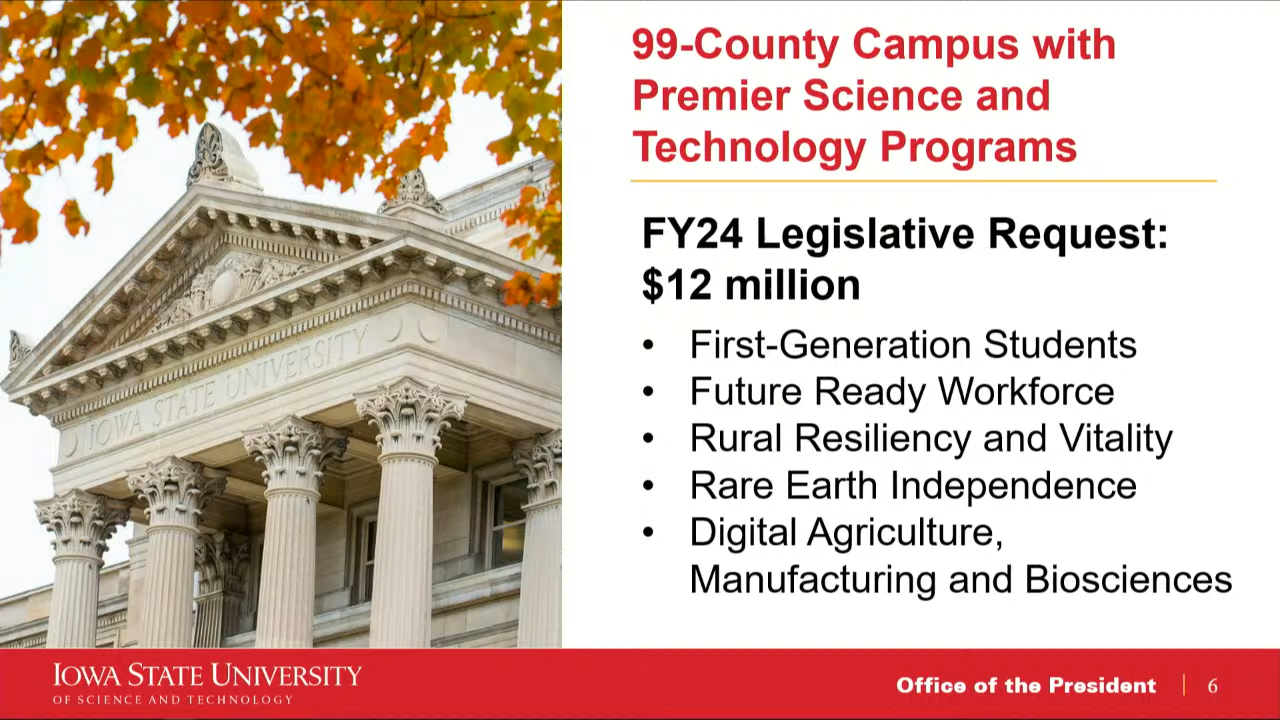 99-County Campus with
Premier Science and
Technology Programs
FY24 Legislative Request:
$12 million
• First-Generation Students
• Future Ready Workforce
• Rural Resiliency and Vitality
• Rare Earth Independence
• Digital Agriculture,
Manufacturing and Biosciences
IOWA STATE UNIVERSITY
IOWA STATE UNIVERSITY
OF SCIENCE AND TECHNOLOGY
Office of the President | 6